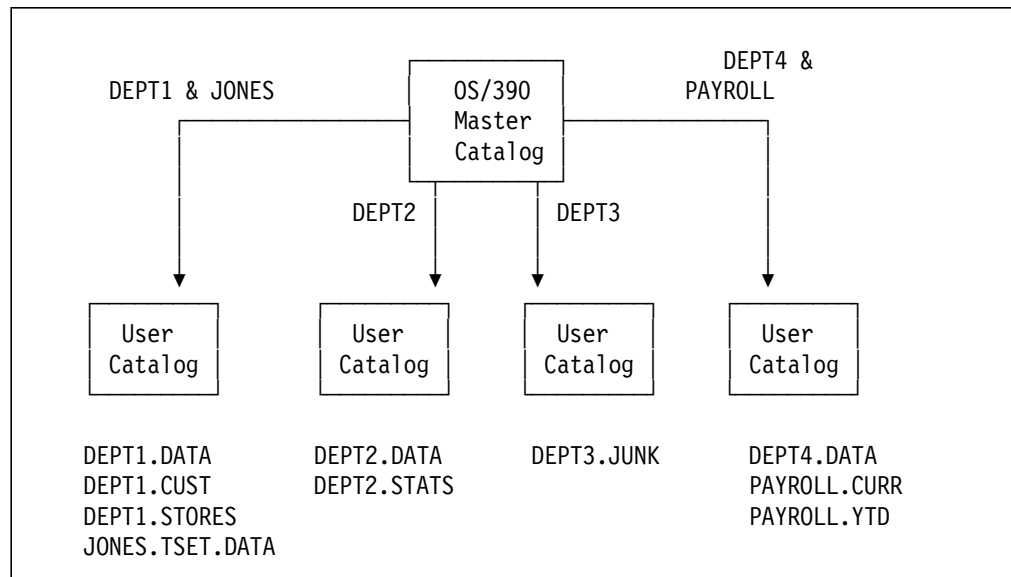 DEPT4 &
DEPT1 & JONES
PAYROLL
OS/390
Master
Catalog
DEPT2
DEPT3
User
Catalog
User
Catalog
User
Catalog
User
Catalog
DEPT1.DATA
DEPT1.CUST
DEPT1.STORES
JONES.TSET.DATA
DEPT2.DATA
DEPT2.STATS
DEPT3.JUNK
DEPT4.DATA
PAYROLL.CURR
PAYROLL.YTD